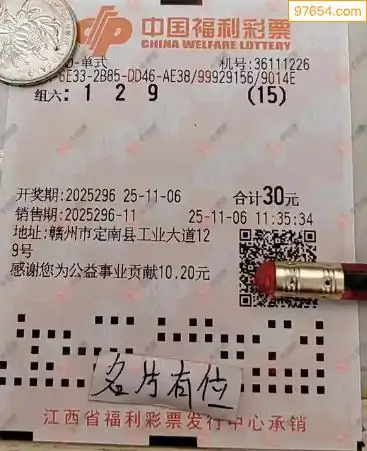 97654.com
中国福利彩票
CHINA WELFARE LOTTERY
D-单式 机号:36111226
6E33-2B85-DD46-AE38/99929156/9014E
组六: 1 2 9 (15)
开奖期:2025296 25-11-06 合计30元
销售期:2025296-11 25-11-06 11:35:34
地址:赣州市定南县工业大道12
9号
感谢您为公益事业贡献10.20元
名片有位
江西省福利彩票发行中心承销